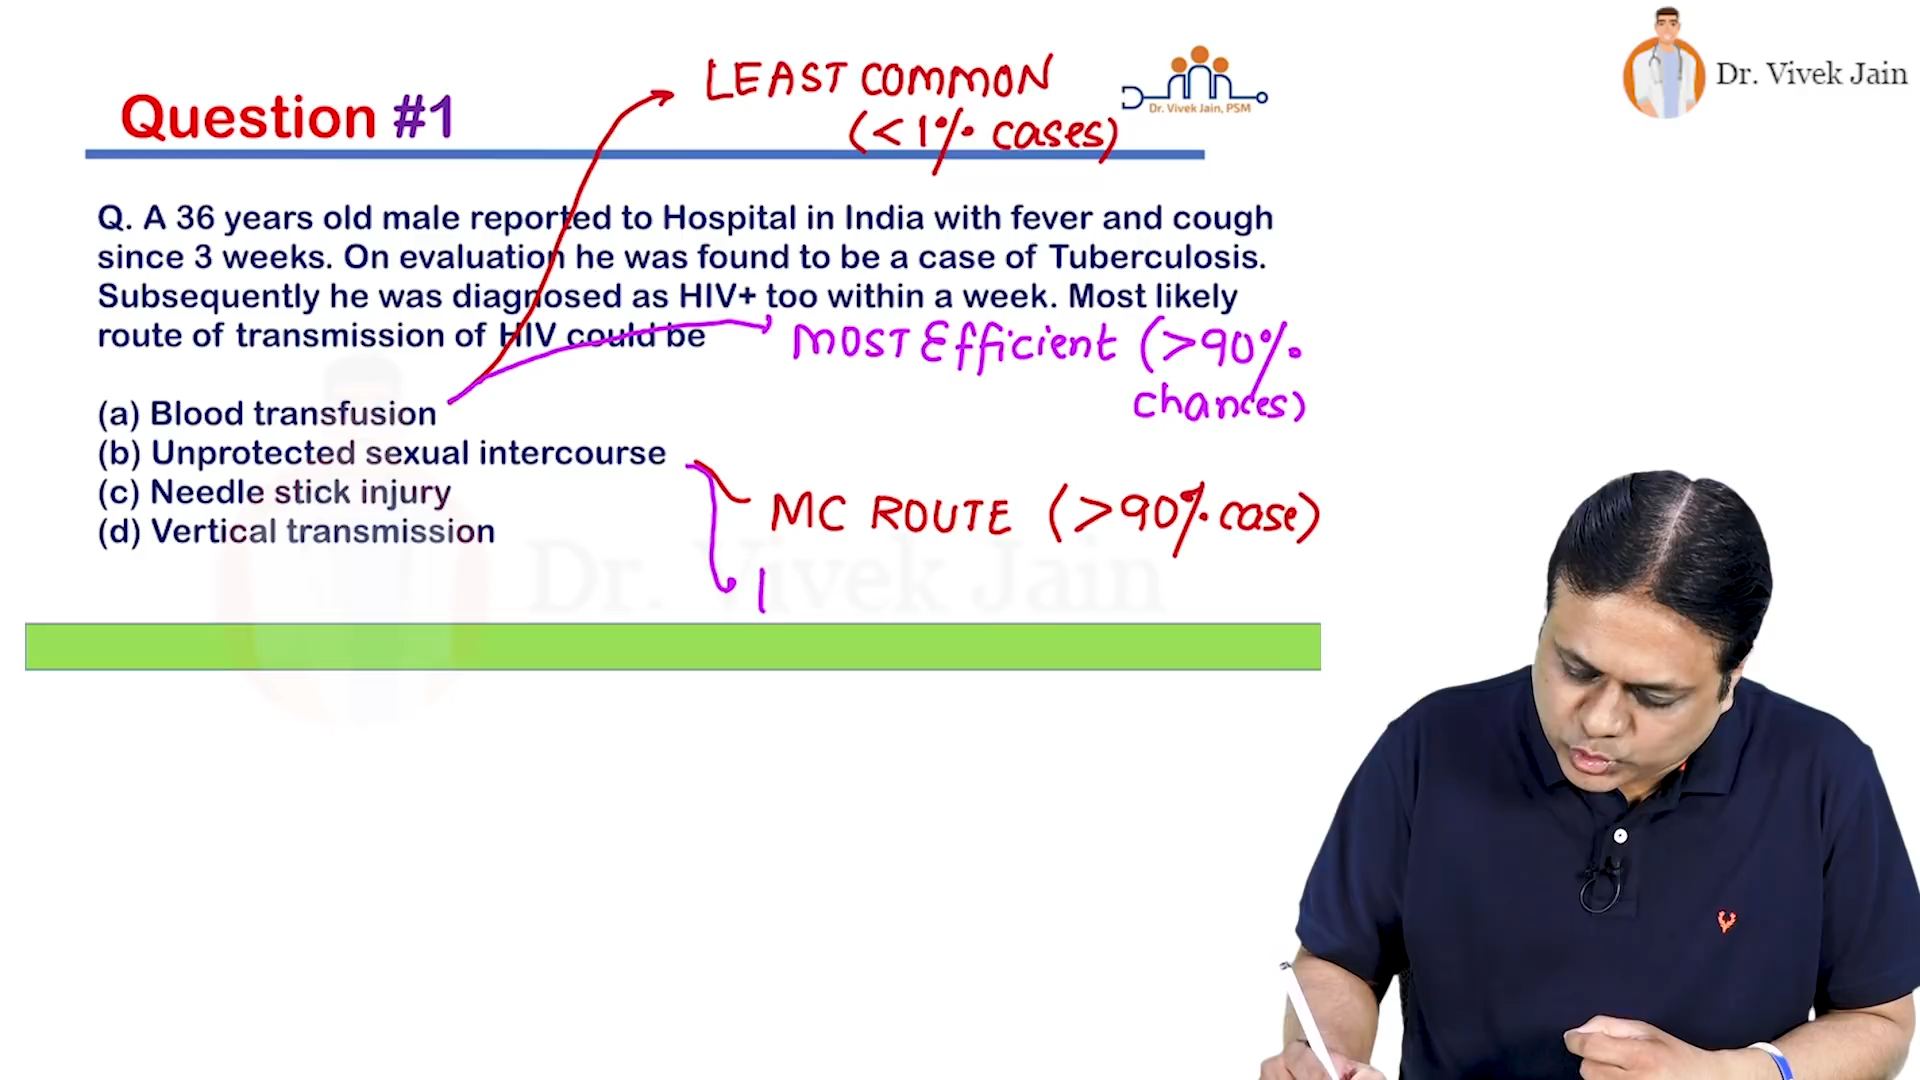 LEAST COMMON
(<1% cases)
Dr. Vivek Jain, PSM
Dr. Vivek Jain
Question #1
Q. A 36 years old male reported to Hospital in India with fever and cough
since 3 weeks. On evaluation he was found to be a case of Tuberculosis.
Subsequently he was diagnosed as HIV+ too within a week. Most likely
route of transmission of HIV could be
MOST Efficient (>90%
chances)
(a) Blood transfusion
(b) Unprotected sexual intercourse
(c) Needle stick injury
(d) Vertical transmission
MC ROUTE (>90% case)
Dr. Vivek Jain